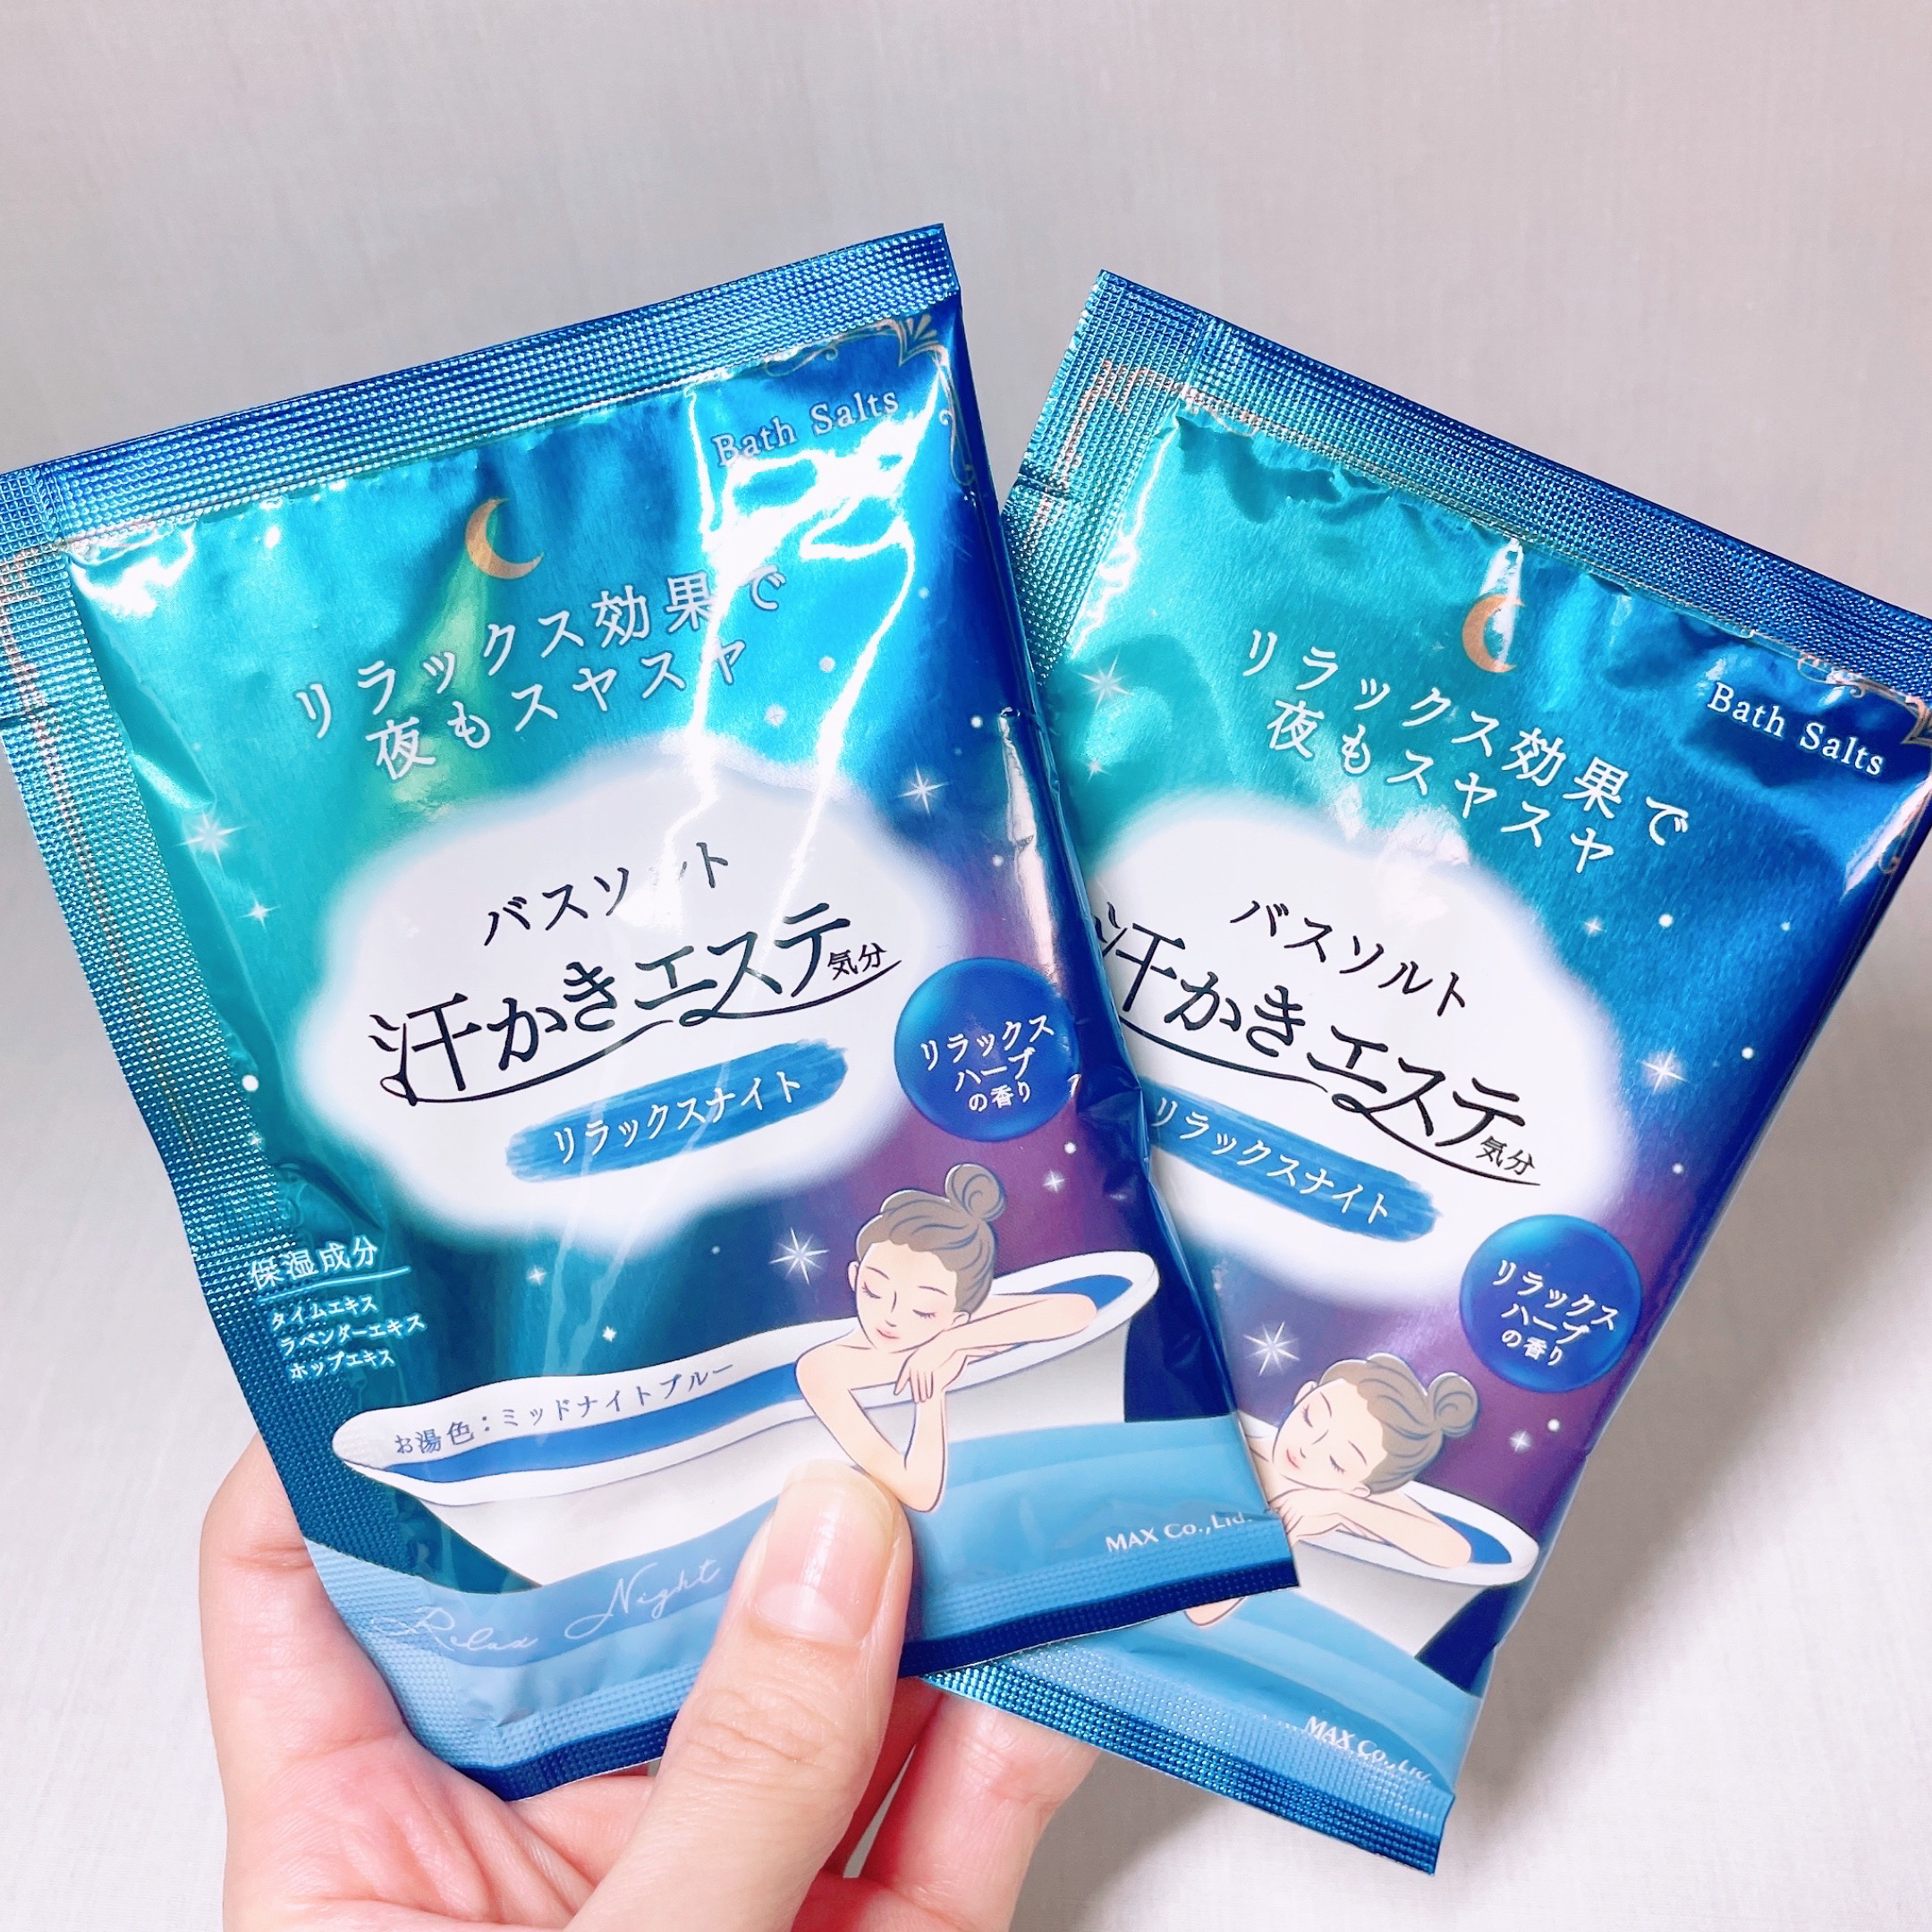 Bath Salts
リラックス効果で
夜もスヤスヤ
バスソルト
汗かきエステ気分
リラックスナイト
リラックス
ハーブ
の香り
保湿成分
タイムエキス
ラベンダーエキス
ホップエキス
お湯色：ミッドナイトブルー
Relax Night
MAX Co.,Ltd.
Bath Salts
リラックス効果で
夜もスヤスヤ
バスソルト
汗かきエステ気分
リラックスナイト
リラックス
ハーブ
の香り
MAX Co.,Ltd.